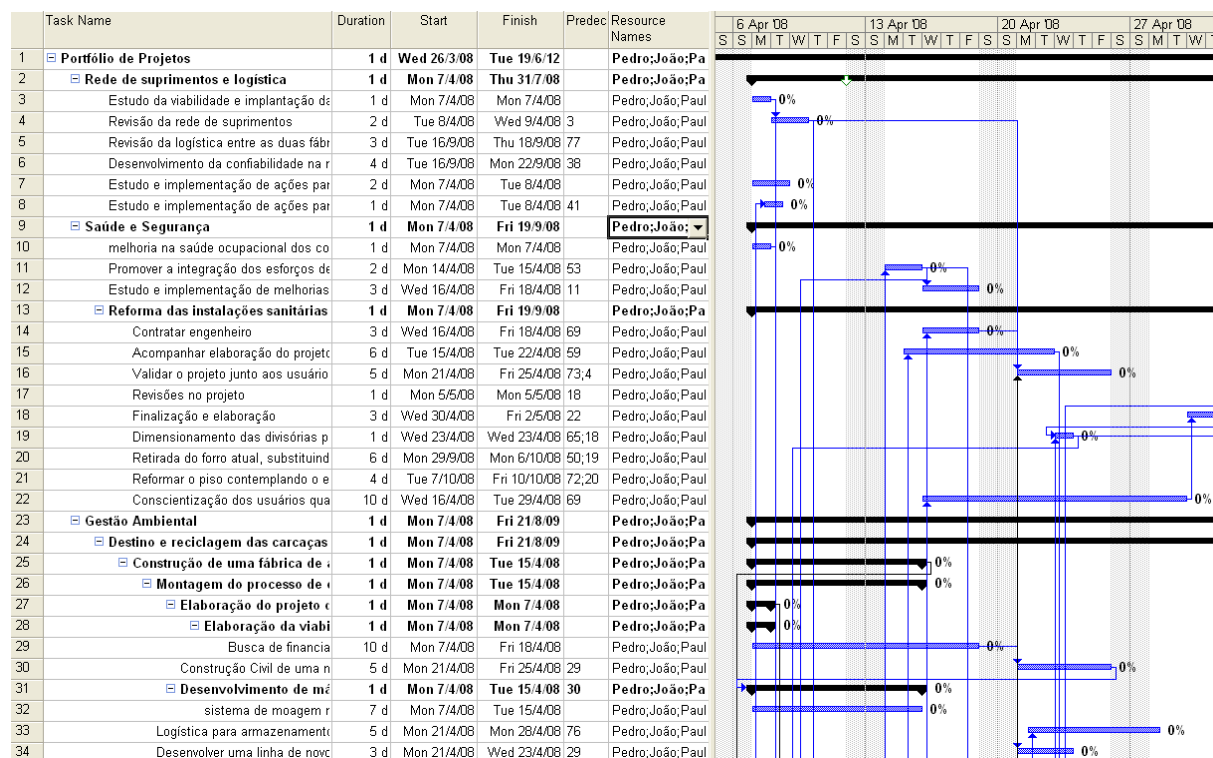 Task Name Duration Start Finish Predec Resource Names
6 Apr '08 13 Apr '08 20 Apr '08 27 Apr '08
S S M T W T F S S M T W T F S S M T W T F S S M T W
1 Portfólio de Projetos 1 d Wed 26/3/08 Tue 19/6/12 Pedro;João;Pa
2 Rede de suprimentos e logística 1 d Mon 7/4/08 Thu 31/7/08 Pedro;João;Pa
3 Estudo da viabilidade e implantação da 1 d Mon 7/4/08 Mon 7/4/08 Pedro;João;Paul 0%
4 Revisão da rede de suprimentos 2 d Tue 8/4/08 Wed 9/4/08 3 Pedro;João;Paul 0%
5 Revisão da logística entre as duas fábr 3 d Tue 16/9/08 Thu 18/9/08 77 Pedro;João;Paul
6 Desenvolvimento da confiabilidade na r 4 d Tue 16/9/08 Mon 22/9/08 38 Pedro;João;Paul
7 Estudo e implementação de ações par 2 d Mon 7/4/08 Tue 8/4/08 Pedro;João;Paul 0%
8 Estudo e implementação de ações par 1 d Mon 7/4/08 Tue 8/4/08 41 Pedro;João;Paul 0%
9 Saúde e Segurança 1 d Mon 7/4/08 Fri 19/9/08 Pedro;João;
10 melhoria na saúde ocupacional dos co 1 d Mon 7/4/08 Mon 7/4/08 Pedro;João;Paul 0%
11 Promover a integração dos esforços de 2 d Mon 14/4/08 Tue 15/4/08 53 Pedro;João;Paul 0%
12 Estudo e implementação de melhorias 3 d Wed 16/4/08 Fri 18/4/08 11 Pedro;João;Paul 0%
13 Reforma das instalações sanitárias 1 d Mon 7/4/08 Fri 19/9/08 Pedro;João;Pa
14 Contratar engenheiro 3 d Wed 16/4/08 Fri 18/4/08 69 Pedro;João;Paul 0%
15 Acompanhar elaboração do projeto 6 d Tue 15/4/08 Tue 22/4/08 59 Pedro;João;Paul 0%
16 Validar o projeto junto aos usuário 5 d Mon 21/4/08 Fri 25/4/08 73;4 Pedro;João;Paul 0%
17 Revisões no projeto 1 d Mon 5/5/08 Mon 5/5/08 18 Pedro;João;Paul
18 Finalização e elaboração 3 d Wed 30/4/08 Fri 2/5/08 22 Pedro;João;Paul
19 Dimensionamento das divisórias p 1 d Wed 23/4/08 Wed 23/4/08 65;18 Pedro;João;Paul 0%
20 Retirada do forro atual, substituind 6 d Mon 29/9/08 Mon 6/10/08 50;19 Pedro;João;Paul
21 Reformar o piso contemplando o e 4 d Tue 7/10/08 Fri 10/10/08 72;20 Pedro;João;Paul
22 Conscientização dos usuários qua 10 d Wed 16/4/08 Tue 29/4/08 69 Pedro;João;Paul 0%
23 Gestão Ambiental 1 d Mon 7/4/08 Fri 21/8/09 Pedro;João;Pa
24 Destino e reciclagem das carcaças 1 d Mon 7/4/08 Fri 21/8/09 Pedro;João;Pa
25 Construção de uma fábrica de 1 d Mon 7/4/08 Tue 15/4/08 Pedro;João;Pa 0%
26 Montagem do processo de 1 d Mon 7/4/08 Tue 15/4/08 Pedro;João;Pa 0%
27 Elaboração do projeto 1 d Mon 7/4/08 Mon 7/4/08 Pedro;João;Pa 0%
28 Elaboração da viabi 1 d Mon 7/4/08 Mon 7/4/08 Pedro;João;Pa 0%
29 Busca de financia 10 d Mon 7/4/08 Fri 18/4/08 Pedro;João;Paul 0%
30 Construção Civil de uma n 5 d Mon 21/4/08 Fri 25/4/08 29 Pedro;João;Paul 0%
31 Desenvolvimento de má 1 d Mon 7/4/08 Tue 15/4/08 30 Pedro;João;Pa 0%
32 sistema de moagem r 7 d Mon 7/4/08 Tue 15/4/08 Pedro;João;Paul 0%
33 Logística para armazenamento 5 d Mon 21/4/08 Mon 28/4/08 76 Pedro;João;Paul 0%
34 Desenvolver uma linha de novo 3 d Mon 21/4/08 Wed 23/4/08 29 Pedro;João;Paul 0%